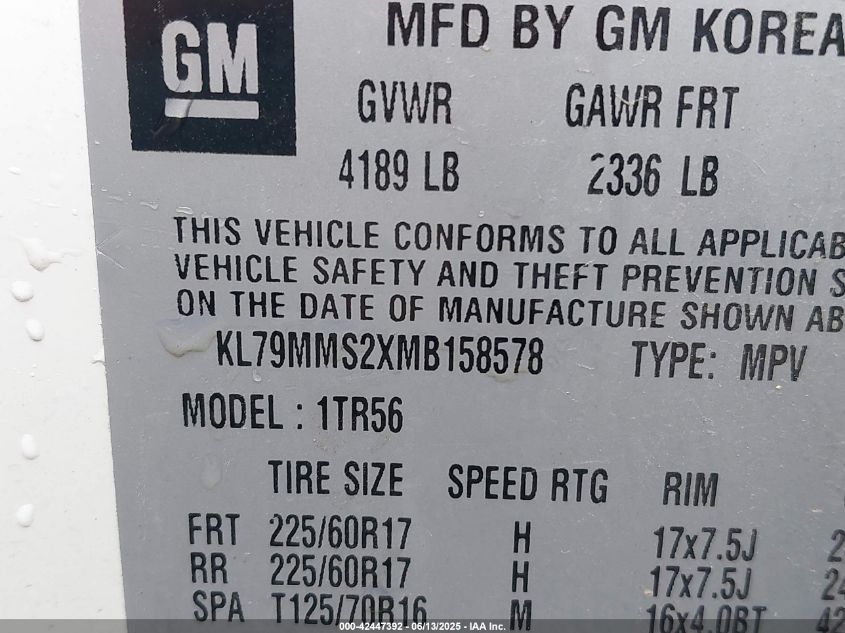 GM
MFD BY GM KOREA
GVWR GAWR FRT
4189 LB 2336 LB
THIS VEHICLE CONFORMS TO ALL APPLICAB
VEHICLE SAFETY AND THEFT PREVENTION S
ON THE DATE OF MANUFACTURE SHOWN AB
KL79MMS2XMB158578 TYPE: MPV
MODEL : 1TR56
TIRE SIZE SPEED RTG RIM
FRT 225/60R17 H 17x7.5J 2
RR 225/60R17 H 17x7.5J 24
SPA T125/70R16 M 16x4.0BT 42
000-42447392 - 06/13/2025 - IAA Inc.